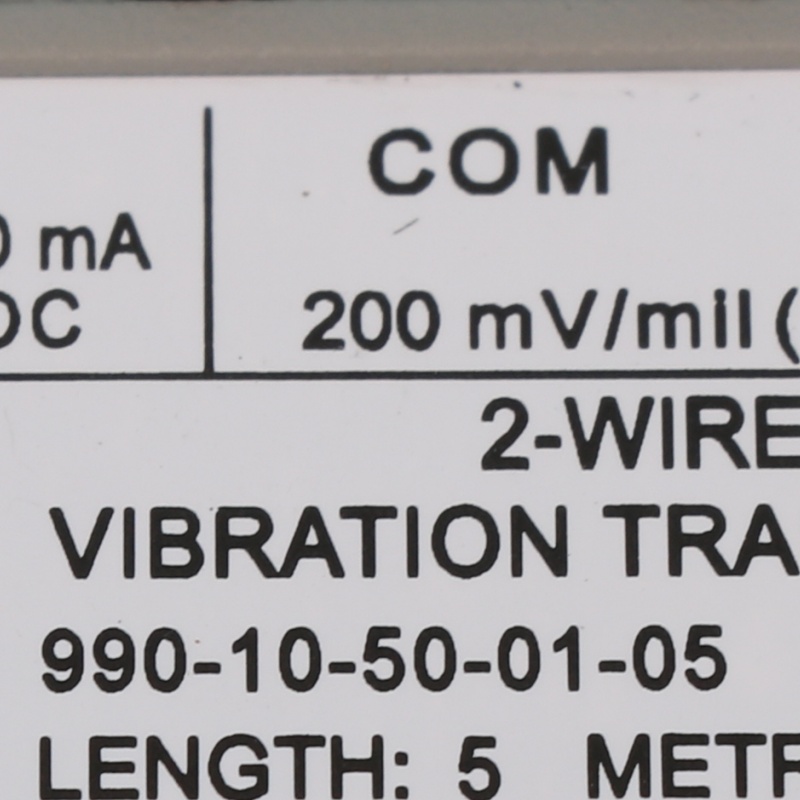 COM
mA
200 mV/mil (
2-WIRE
VIBRATION TRA
990-10-50-01-05
LENGTH: 5 METR